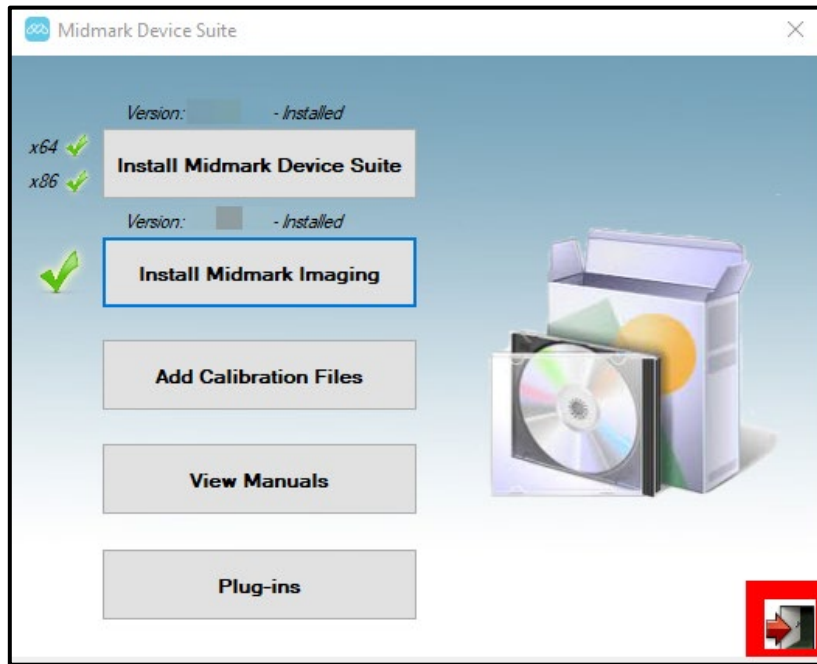 Midmark Device Suite
Version: - Installed
x64
x86
Install Midmark Device Suite
Version: - Installed
Install Midmark Imaging
Add Calibration Files
View Manuals
Plug-ins